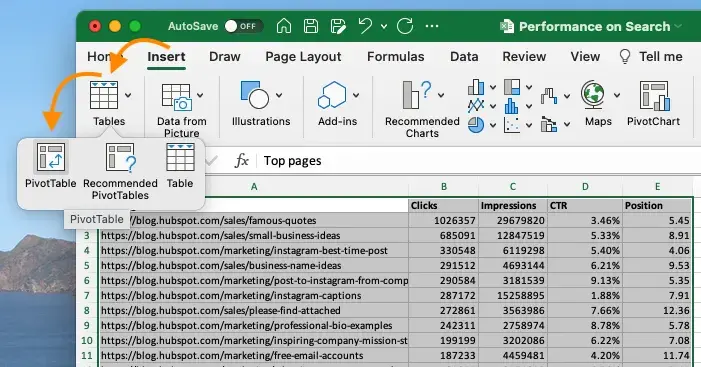 AutoSave OFF Performance on Search
Home Insert Draw Page Layout Formulas Data Review View Tell me
Tables Data from Picture Illustrations Add-ins Recommended Charts Maps PivotChart
PivotTable Recommended PivotTables Table
fx Top pages
PivotTable
A B C D E
Clicks Impressions CTR Position
https://blog.hubspot.com/sales/famous-quotes 1026357 29679820 3.46% 5.45
3 https://blog.hubspot.com/sales/small-business-ideas 685091 12847519 5.33% 8.91
4 https://blog.hubspot.com/marketing/instagram-best-time-post 330548 6119298 5.40% 4.06
5 https://blog.hubspot.com/sales/business-name-ideas 291512 4693144 6.21% 9.53
6 https://blog.hubspot.com/marketing/post-to-instagram-from-comp 290584 3181539 9.13% 5.35
7 https://blog.hubspot.com/marketing/instagram-captions 287172 15258895 1.88% 7.91
8 https://blog.hubspot.com/sales/please-find-attached 272861 3563986 7.66% 12.36
9 https://blog.hubspot.com/marketing/professional-bio-examples 242311 2758974 8.78% 5.78
10 https://blog.hubspot.com/marketing/inspiring-company-mission-st 199199 3202086 6.22% 7.08
11 https://blog.hubspot.com/marketing/free-email-accounts 187233 4459481 4.20% 11.74